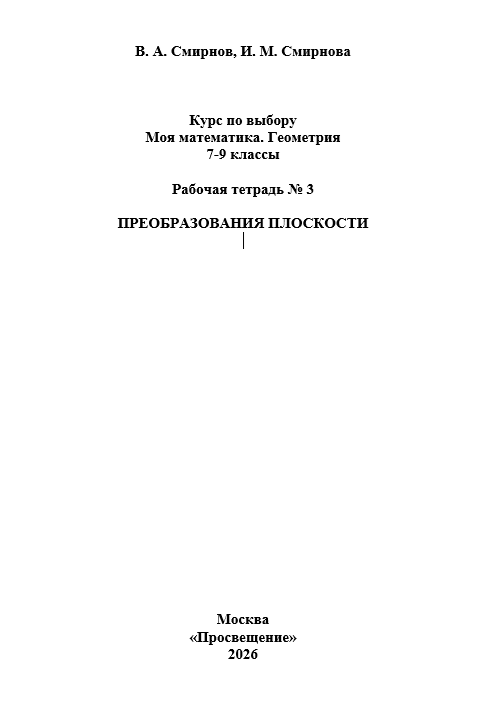 В. А. Смирнов, И. М. Смирнова
Курс по выбору
Моя математика. Геометрия
7-9 классы
Рабочая тетрадь № 3
ПРЕОБРАЗОВАНИЯ ПЛОСКОСТИ
Москва
«Просвещение»
2026